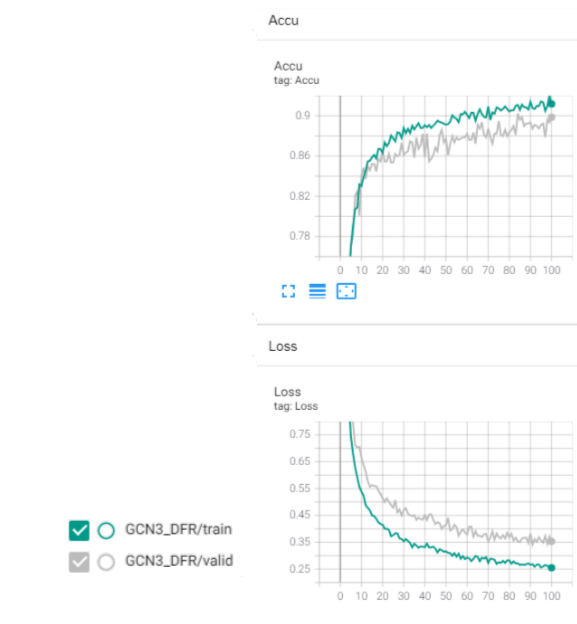 Accu
Accu
tag: Accu
0.9
0.86
0.82
0.78
0 10 20 30 40 50 60 70 80 90 100
Loss
Loss
tag: Loss
0.75
0.65
0.55
0.45
0.35
0.25
0 10 20 30 40 50 60 70 80 90 100
GCN3_DFR/train
GCN3_DFR/valid